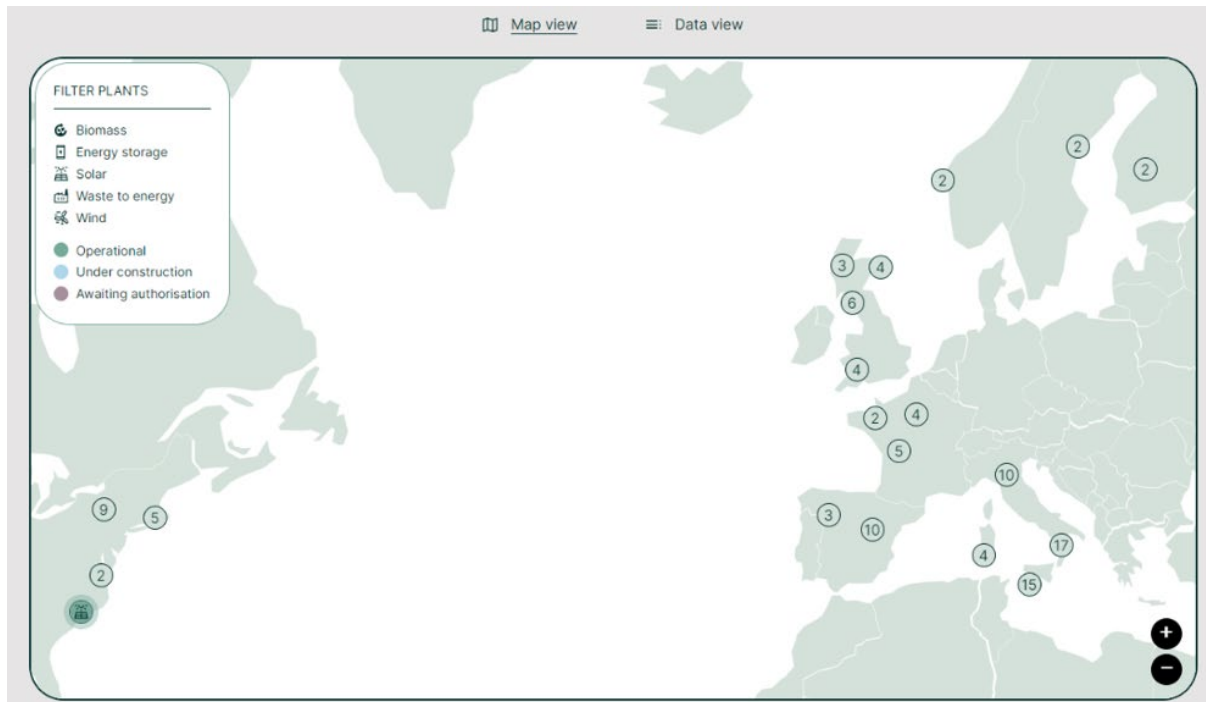 Map view
Data view
FILTER PLANTS
Biomass
Energy storage
Solar
Waste to energy
Wind
Operational
Under construction
Awaiting authorisation
2
2
2
3
4
6
4
2
4
5
10
3
10
4
17
15
9
5
2
+
−